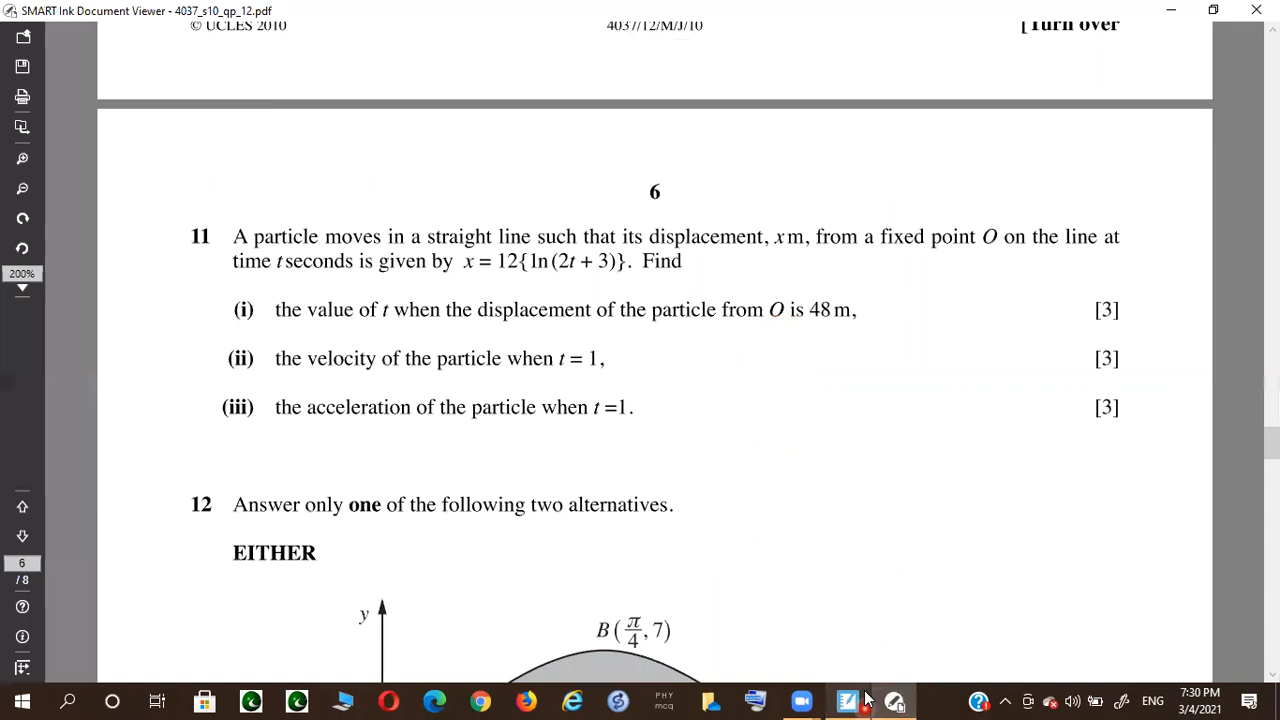 SMART Ink Document Viewer - 4037_s10_qp_12.pdf
© UCLES 2010 4037/12/M/J/10 [Turn over
6
11 A particle moves in a straight line such that its displacement, x m, from a fixed point O on the line at
time t seconds is given by x = 12{ln (2t + 3)}. Find
(i) the value of t when the displacement of the particle from O is 48 m, [3]
(ii) the velocity of the particle when t = 1, [3]
(iii) the acceleration of the particle when t =1. [3]
12 Answer only one of the following two alternatives.
EITHER
y
B(π/4, 7)
200%
6
/ 8
PHY
mcq
ENG
7:30 PM
3/4/2021